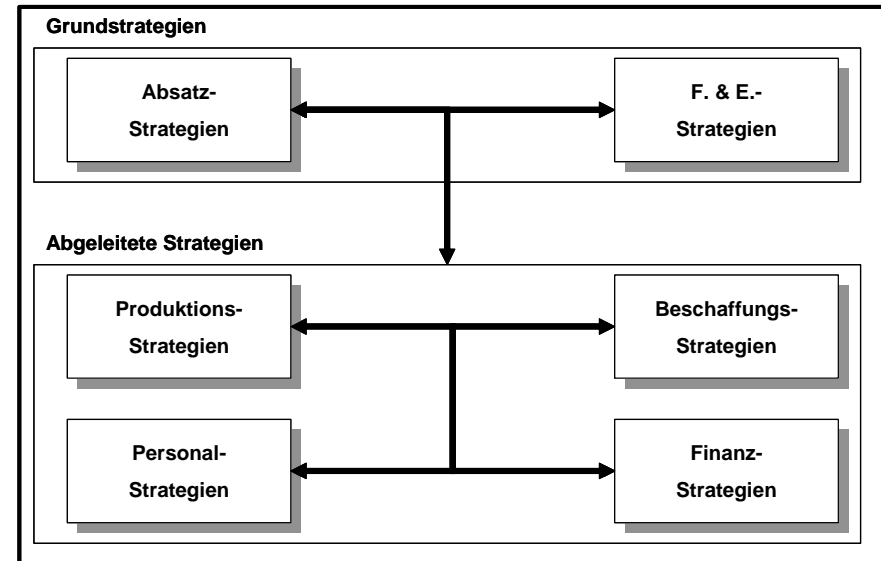 Grundstrategien
Absatz-
Strategien
F. & E.-
Strategien
Abgeleitete Strategien
Produktions-
Strategien
Beschaffungs-
Strategien
Personal-
Strategien
Finanz-
Strategien